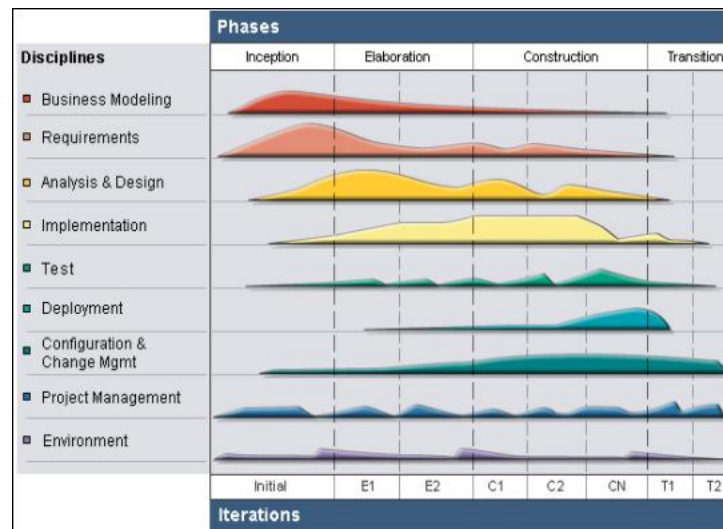 Phases
Disciplines
Inception
Elaboration
Construction
Transition
Business Modeling
Requirements
Analysis & Design
Implementation
Test
Deployment
Configuration &
Change Mgmt
Project Management
Environment
Initial
E1
E2
C1
C2
CN
T1
T2
Iterations